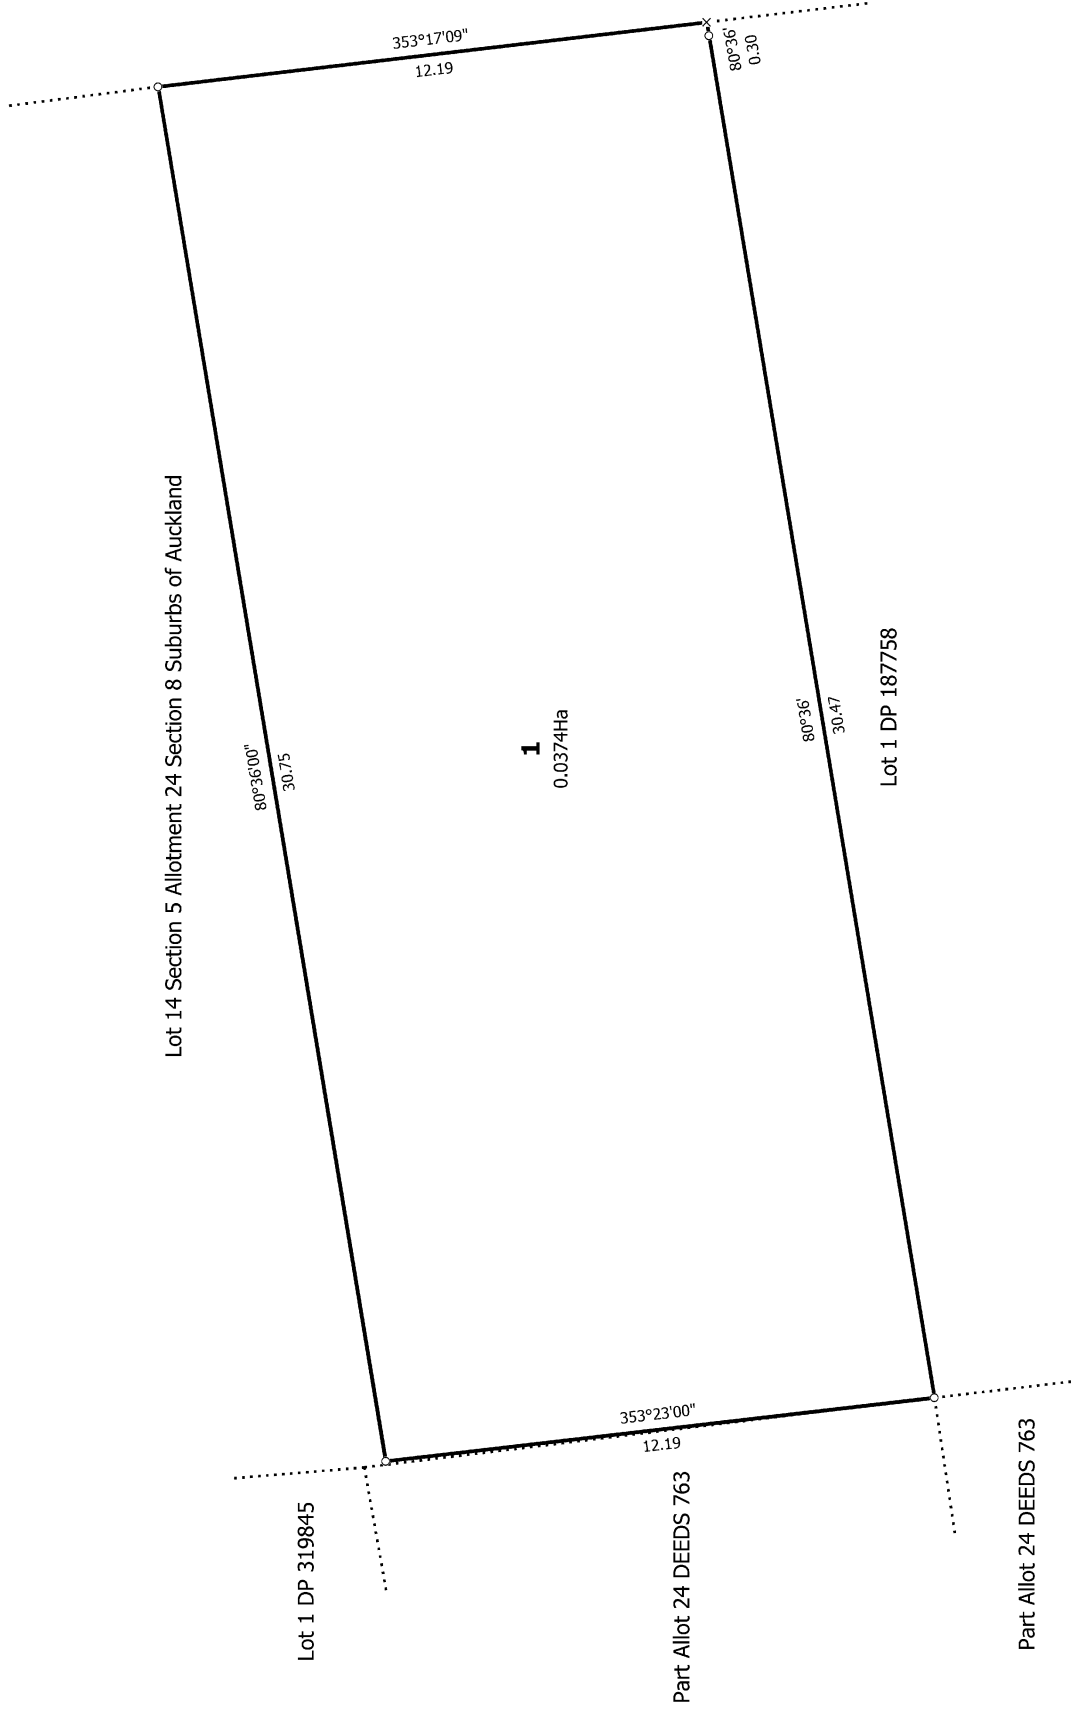 353°17'09"
12.19
80°36'
0.30
Lot 14 Section 5 Allotment 24 Section 8 Suburbs of Auckland
80°36'00"
30.75
1
0.0374Ha
80°36'
30.47
Lot 1 DP 187758
353°23'00"
12.19
Lot 1 DP 319845
Part Allot 24 DEEDS 763
Part Allot 24 DEEDS 763